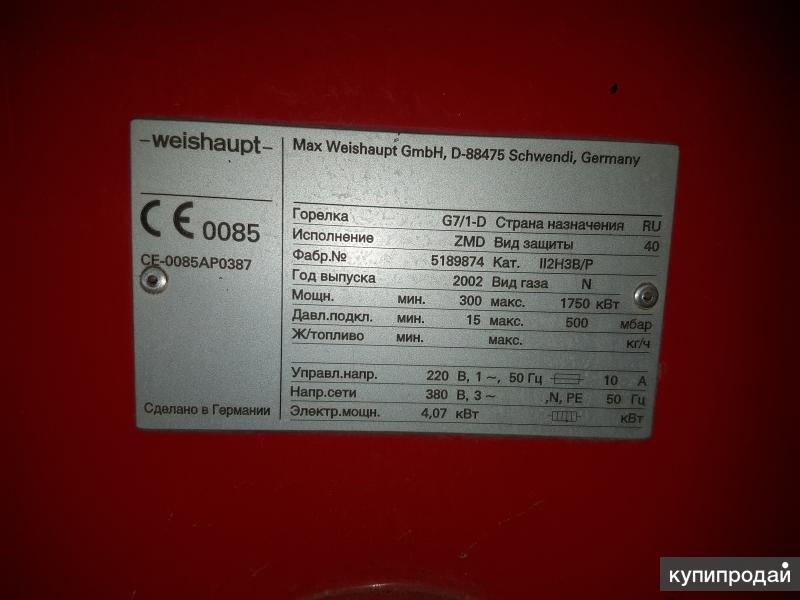 –weishaupt–
Max Weishaupt GmbH, D-88475 Schwendi, Germany
CE 0085
CE-0085AP0387
Горелка G7/1-D Страна назначения RU
Исполнение ZMD Вид защиты 40
Фабр.№ 5189874 Кат. II2H3B/P
Год выпуска 2002 Вид газа N
Мощн. мин. 300 макс. 1750 кВт
Давл.подкл. мин. 15 макс. 500 мбар
Ж/топливо мин. макс. кг/ч
Управл.напр. 220 В, 1 ~, 50 Гц 10 А
Напр.сети 380 В, 3 ~ ,N, PE 50 Гц
Электр.мощн. 4,07 кВт кВт
Сделано в Германии
купипродай